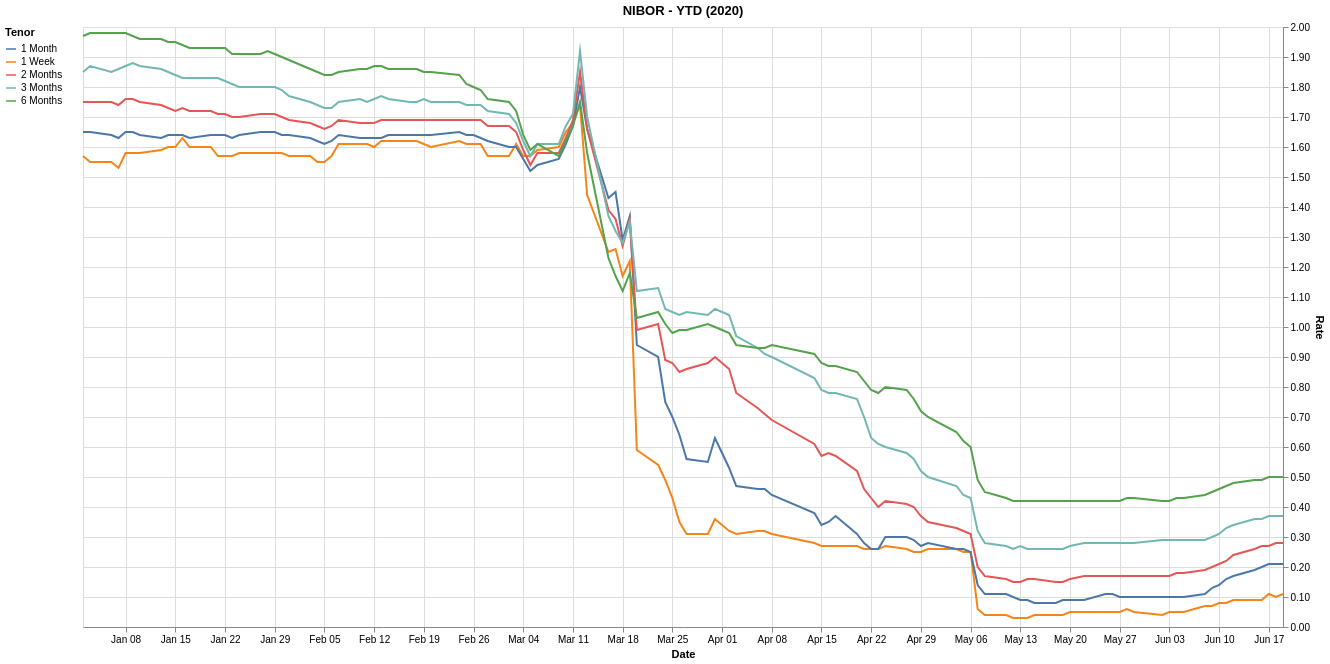 NIBOR - YTD (2020)
Tenor
1 Month
1 Week
2 Months
3 Months
6 Months
2.00
1.90
1.80
1.70
1.60
1.50
1.40
1.30
1.20
1.10
1.00
0.90
0.80
0.70
0.60
0.50
0.40
0.30
0.20
0.10
0.00
Rate
Jan 08 Jan 15 Jan 22 Jan 29 Feb 05 Feb 12 Feb 19 Feb 26 Mar 04 Mar 11 Mar 18 Mar 25 Apr 01 Apr 08 Apr 15 Apr 22 Apr 29 May 06 May 13 May 20 May 27 Jun 03 Jun 10 Jun 17
Date